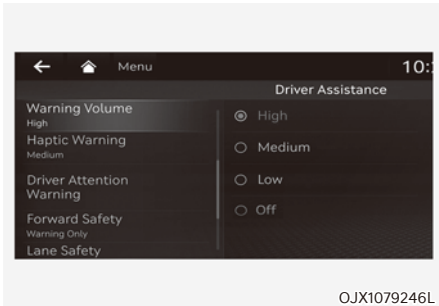 Menu
10:
Driver Assistance
Warning Volume
High
Haptic Warning
Medium
Driver Attention
Warning
Forward Safety
Warning Only
Lane Safety
High
Medium
Low
Off
OJX1079246L